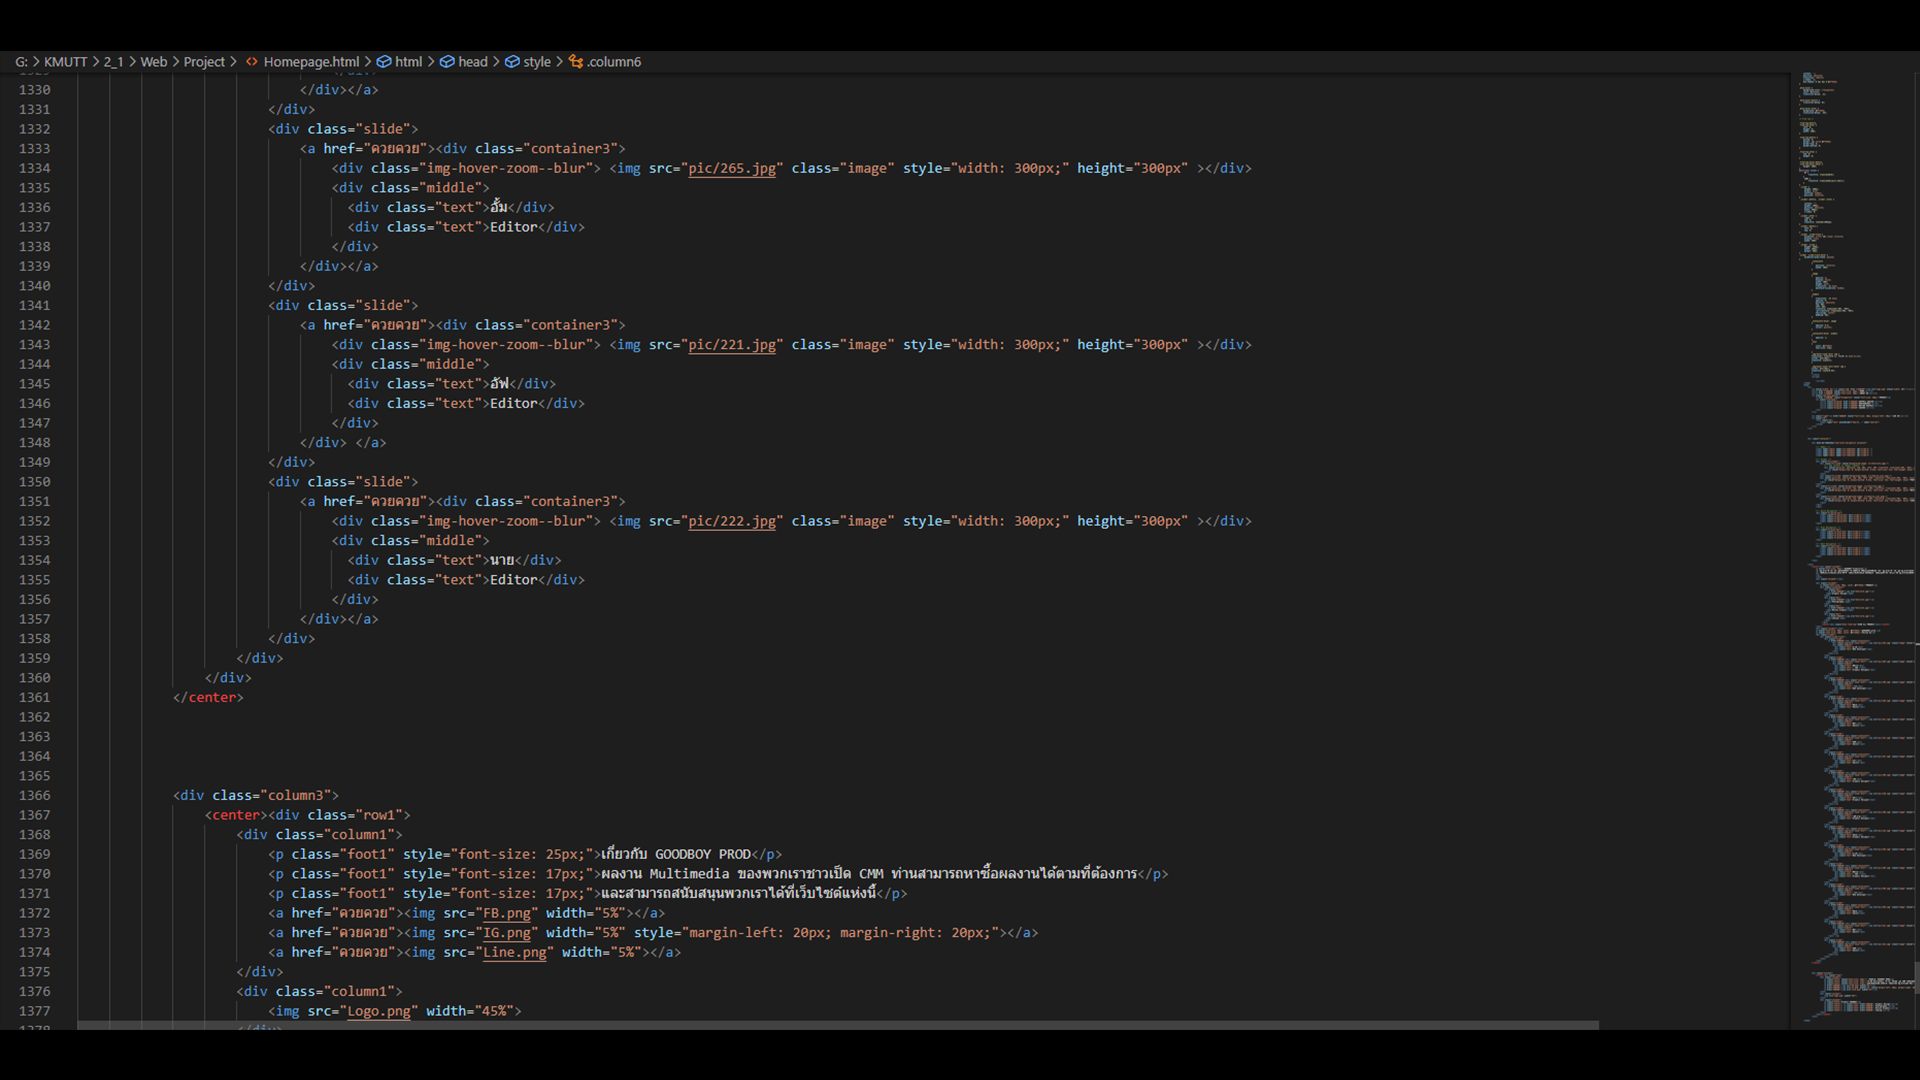 G: > KMUTT > 2_1 > Web > Project > <> Homepage.html > html > head > style > .column6
1330 </div></a>
1331 </div>
1332 <div class="slide">
1333 <a href="ควยควย"><div class="container3">
1334 <div class="img-hover-zoom--blur"> <img src="pic/265.jpg" class="image" style="width: 300px;" height="300px" ></div>
1335 <div class="middle">
1336 <div class="text">อั้ม</div>
1337 <div class="text">Editor</div>
1338 </div>
1339 </div></a>
1340 </div>
1341 <div class="slide">
1342 <a href="ควยควย"><div class="container3">
1343 <div class="img-hover-zoom--blur"> <img src="pic/221.jpg" class="image" style="width: 300px;" height="300px" ></div>
1344 <div class="middle">
1345 <div class="text">อัฟ</div>
1346 <div class="text">Editor</div>
1347 </div>
1348 </div> </a>
1349 </div>
1350 <div class="slide">
1351 <a href="ควยควย"><div class="container3">
1352 <div class="img-hover-zoom--blur"> <img src="pic/222.jpg" class="image" style="width: 300px;" height="300px" ></div>
1353 <div class="middle">
1354 <div class="text">นาย</div>
1355 <div class="text">Editor</div>
1356 </div>
1357 </div></a>
1358 </div>
1359 </div>
1360 </div>
1361 </center>
1362
1363
1364
1365
1366 <div class="column3">
1367 <center><div class="row1">
1368 <div class="column1">
1369 <p class="foot1" style="font-size: 25px;">เกี่ยวกับ GOODBOY PROD</p>
1370 <p class="foot1" style="font-size: 17px;">ผลงาน Multimedia ของพวกเราชาวเป็ด CMM ท่านสามารถหาซื้อผลงานได้ตามที่ต้องการ</p>
1371 <p class="foot1" style="font-size: 17px;">และสามารถสนับสนุนพวกเราได้ที่เว็บไซต์แห่งนี้</p>
1372 <a href="ควยควย"><img src="FB.png" width="5%"></a>
1373 <a href="ควยควย"><img src="IG.png" width="5%" style="margin-left: 20px; margin-right: 20px;"></a>
1374 <a href="ควยควย"><img src="Line.png" width="5%"></a>
1375 </div>
1376 <div class="column1">
1377 <img src="Logo.png" width="45%">